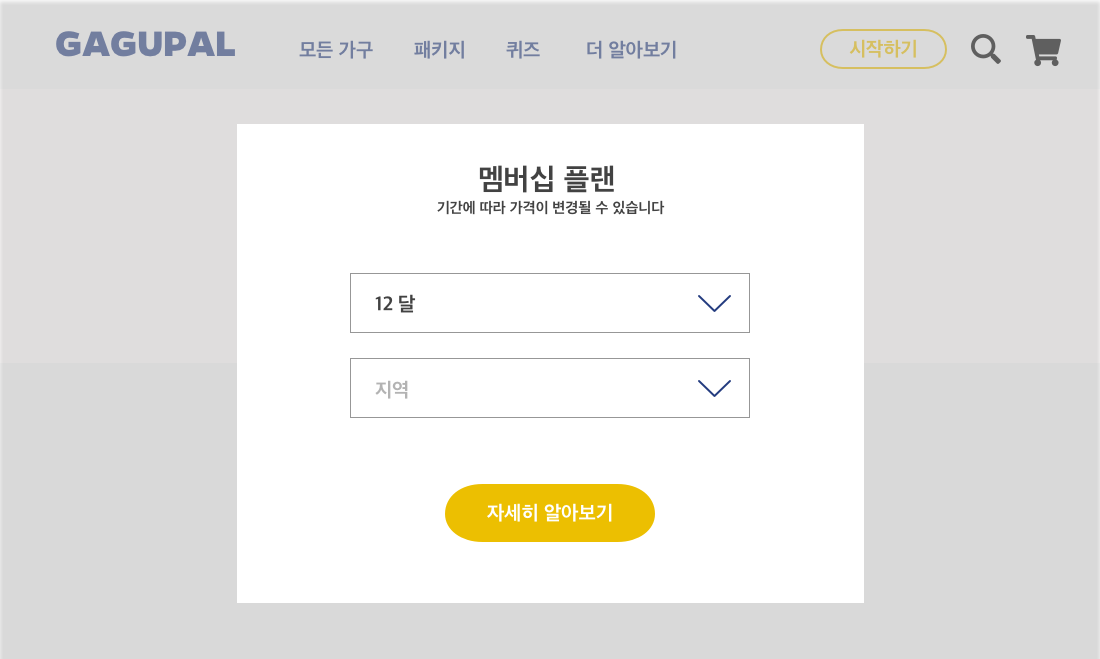 GAGUPAL 모든 가구 패키지 퀴즈 더 알아보기 시작하기
멤버십 플랜
기간에 따라 가격이 변경될 수 있습니다
12 달
지역
자세히 알아보기